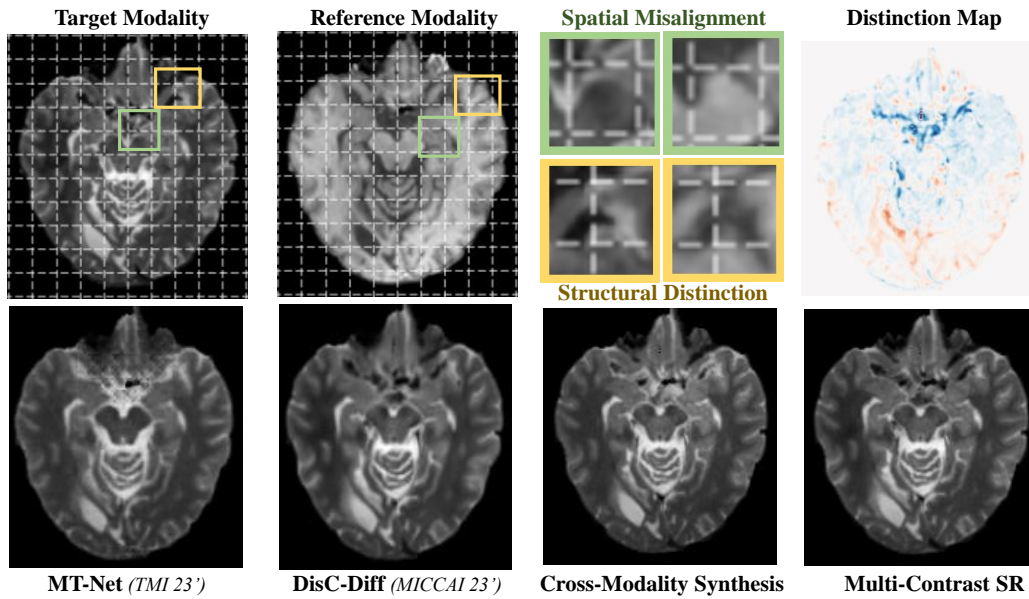 Target Modality
Reference Modality
Spatial Misalignment
Distinction Map
Structural Distinction
MT-Net (TMI 23’)
DisC-Diff (MICCAI 23’)
Cross-Modality Synthesis
Multi-Contrast SR